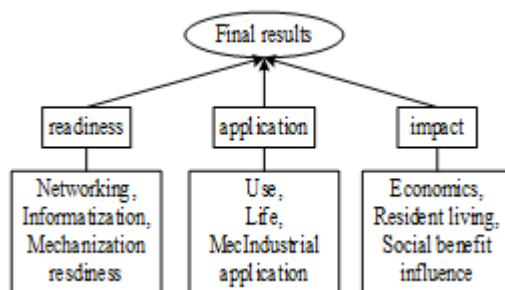 Final results
readiness
application
impact
Networking,
Informatization,
Mechanization
resdiness
Use,
Life,
MecIndustrial
application
Economics,
Resident living,
Social benefit
influence